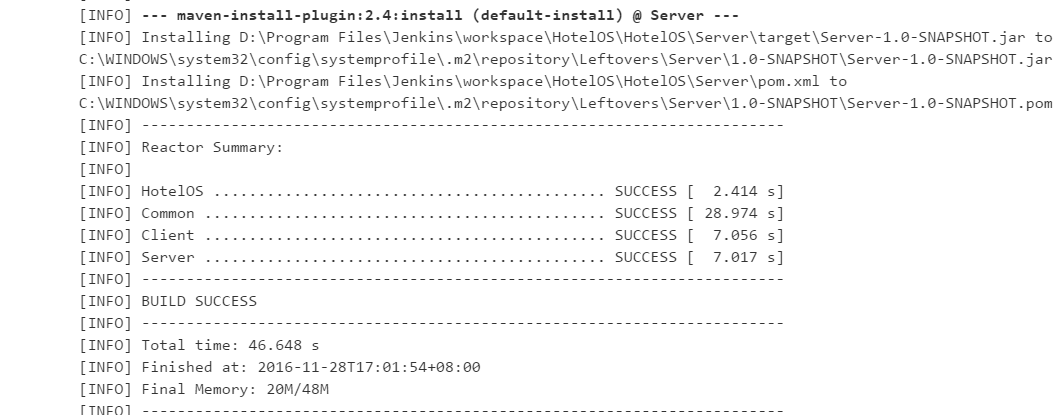 [INFO] --- maven-install-plugin:2.4:install (default-install) @ Server ---
[INFO] Installing D:\Program Files\Jenkins\workspace\HotelOS\HotelOS\Server\target\Server-1.0-SNAPSHOT.jar to
C:\WINDOWS\system32\config\systemprofile\.m2\repository\Leftovers\Server\1.0-SNAPSHOT\Server-1.0-SNAPSHOT.jar
[INFO] Installing D:\Program Files\Jenkins\workspace\HotelOS\HotelOS\Server\pom.xml to
C:\WINDOWS\system32\config\systemprofile\.m2\repository\Leftovers\Server\1.0-SNAPSHOT\Server-1.0-SNAPSHOT.pom
[INFO] ------------------------------------------------------------------------
[INFO] Reactor Summary:
[INFO]
[INFO] HotelOS ............................................ SUCCESS [  2.414 s]
[INFO] Common ............................................. SUCCESS [ 28.974 s]
[INFO] Client ............................................. SUCCESS [  7.056 s]
[INFO] Server ............................................. SUCCESS [  7.017 s]
[INFO] ------------------------------------------------------------------------
[INFO] BUILD SUCCESS
[INFO] ------------------------------------------------------------------------
[INFO] Total time: 46.648 s
[INFO] Finished at: 2016-11-28T17:01:54+08:00
[INFO] Final Memory: 20M/48M
[INFO] ------------------------------------------------------------------------